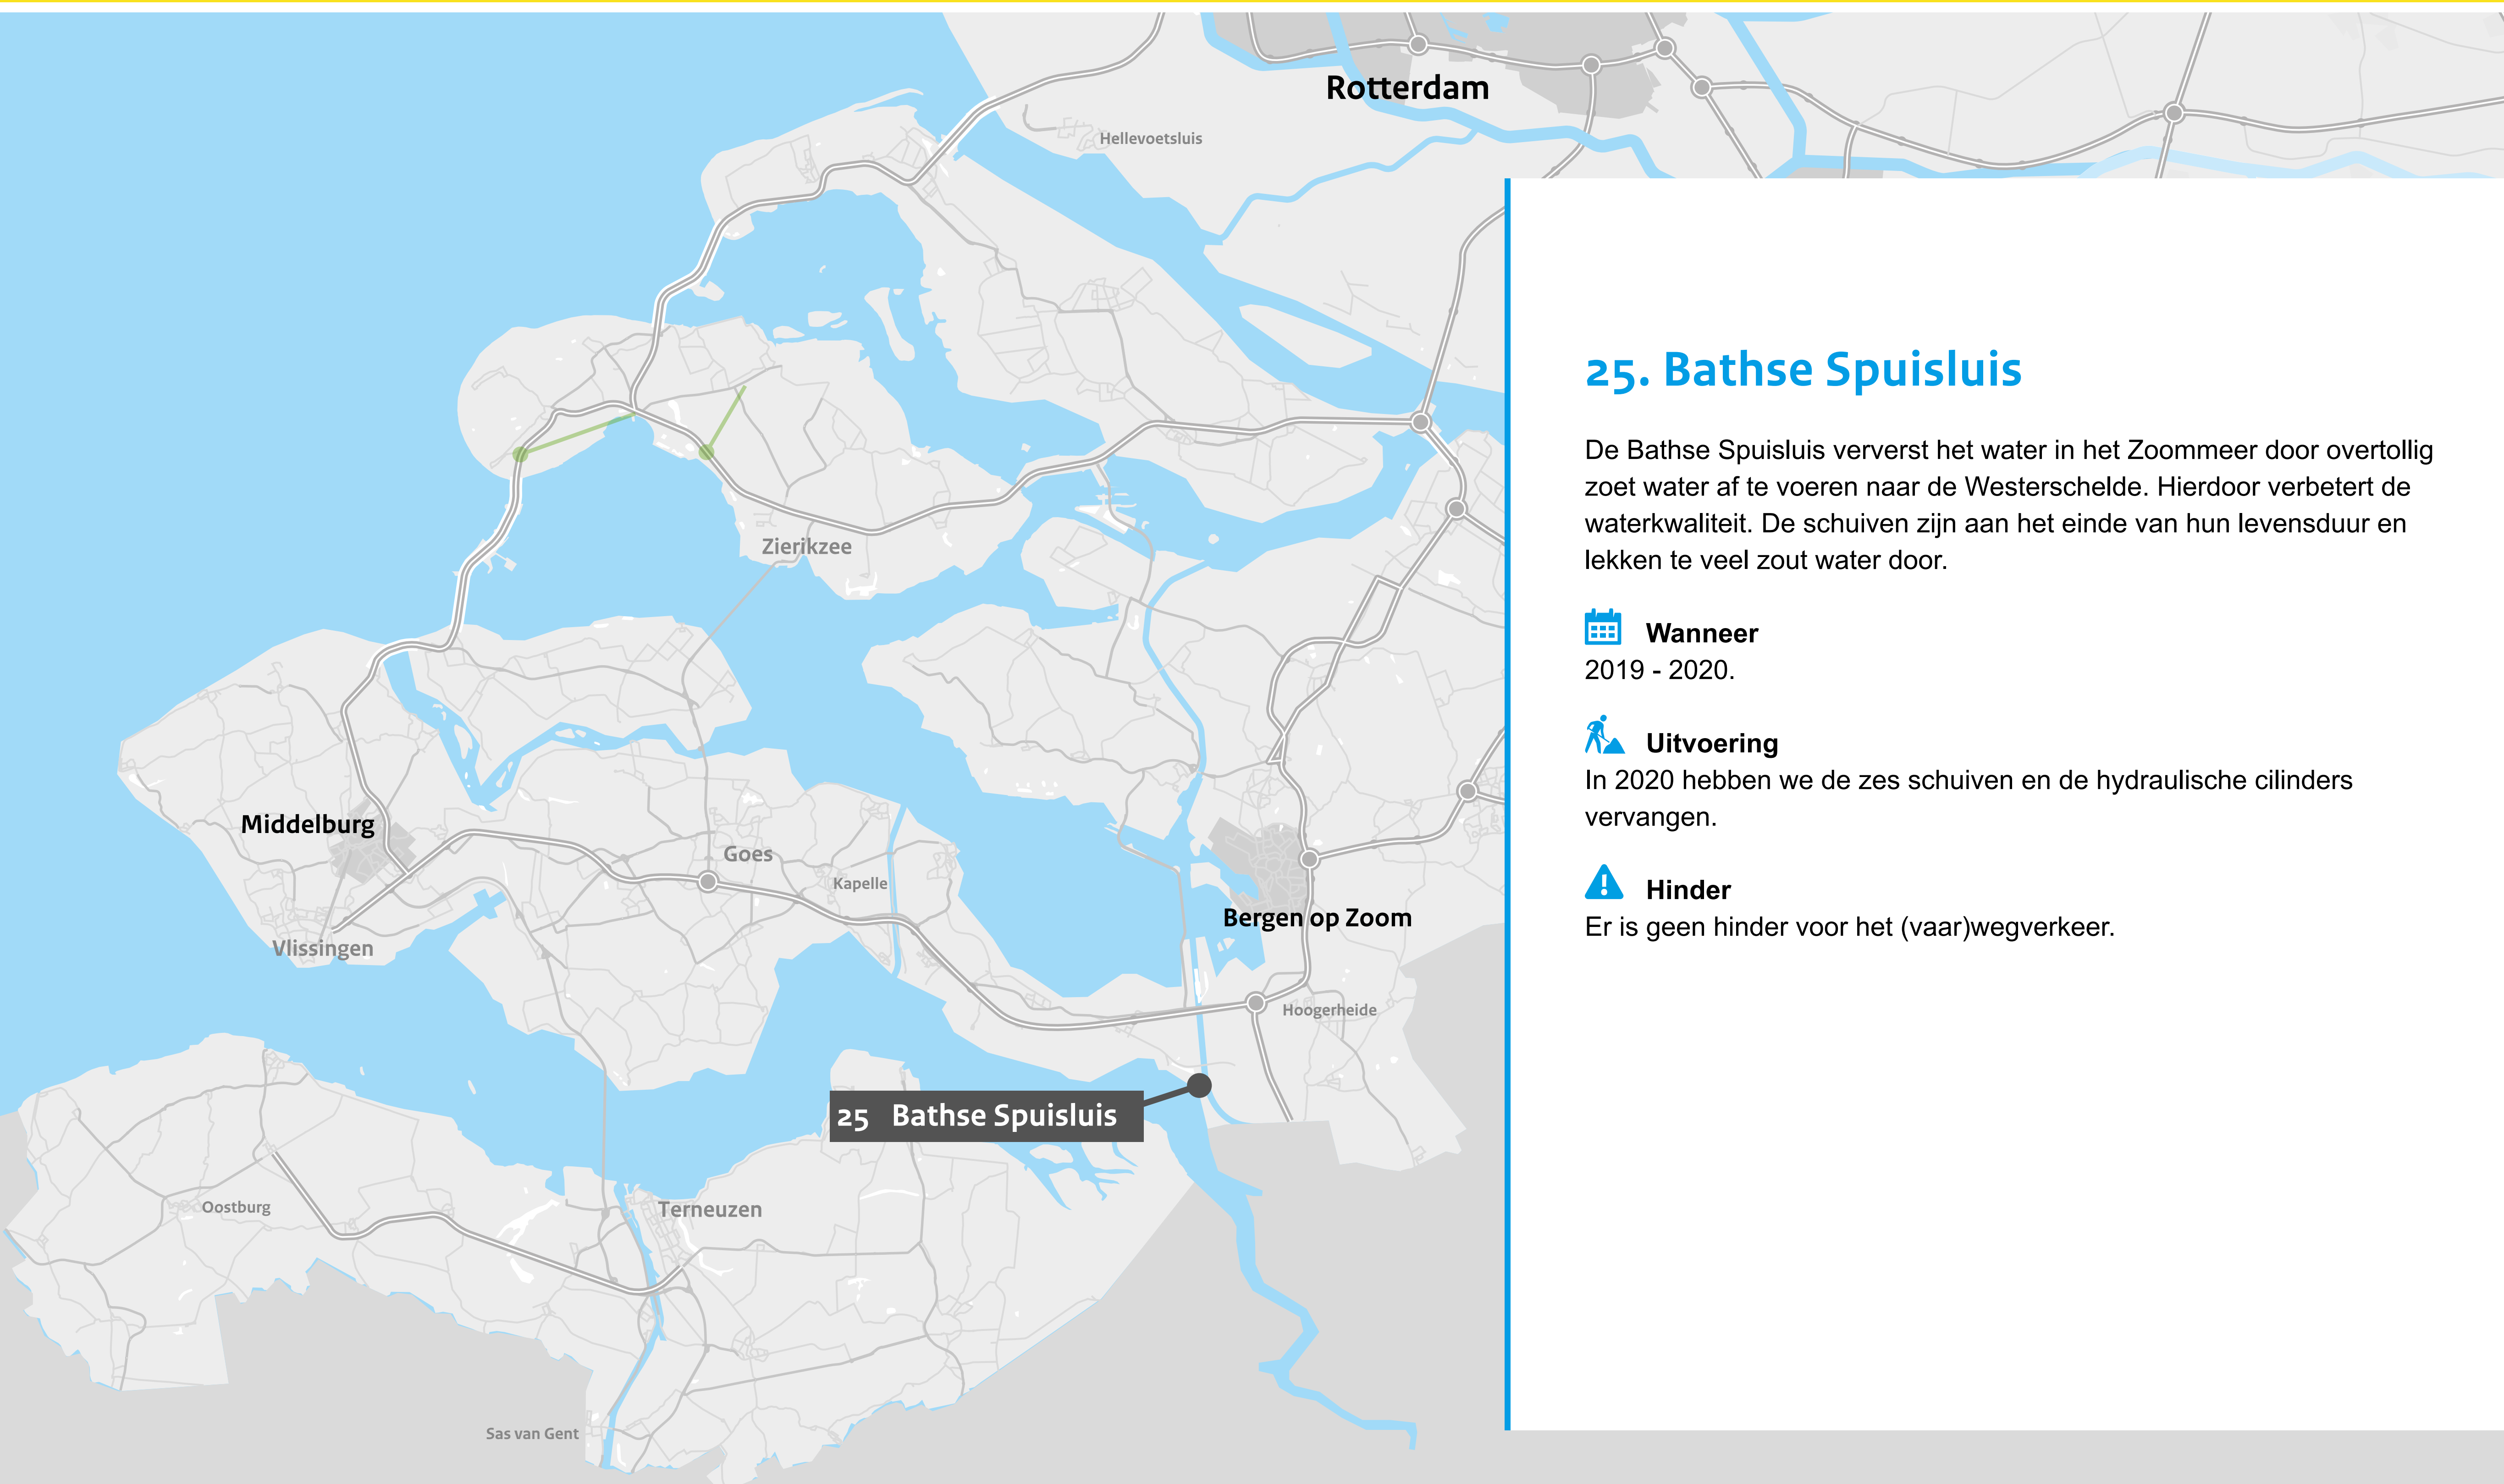 Rotterdam
Hellevoetsluis
Zierikzee
Middelburg
Goes
Kapelle
Vlissingen
Bergen op Zoom
Hoogerheide
25 Bathse Spuisluis
Oostburg
Terneuzen
Sas van Gent
25. Bathse Spuisluis
De Bathse Spuisluis ververst het water in het Zoommeer door overtollig
zoet water af te voeren naar de Westerschelde. Hierdoor verbetert de
waterkwaliteit. De schuiven zijn aan het einde van hun levensduur en
lekken te veel zout water door.
Wanneer
2019 - 2020.
Uitvoering
In 2020 hebben we de zes schuiven en de hydraulische cilinders
vervangen.
Hinder
Er is geen hinder voor het (vaar)wegverkeer.